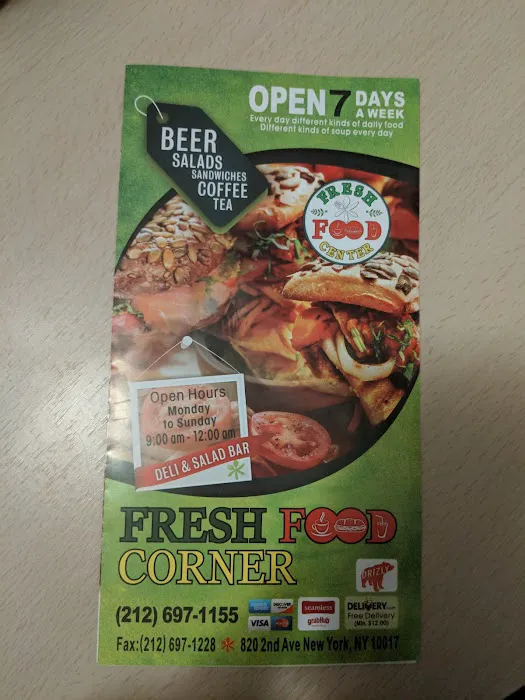 OPEN 7 DAYS
A WEEK
Every day different kinds of daily food
Different kinds of soup every day
BEER
SALADS
SANDWICHES
COFFEE
TEA
FRESH
FOOD
CENTER
Open Hours
Monday
to Sunday
9:00 am - 12:00 am
DELI & SALAD BAR
FRESH FOOD
CORNER
DRIZLY
(212) 697-1155
DISCOVER
VISA
seamless
grubHub
DELIVERY.com
Free Delivery
(Min. $12.00)
Fax:(212) 697-1228 * 820 2nd Ave New York, NY 10017